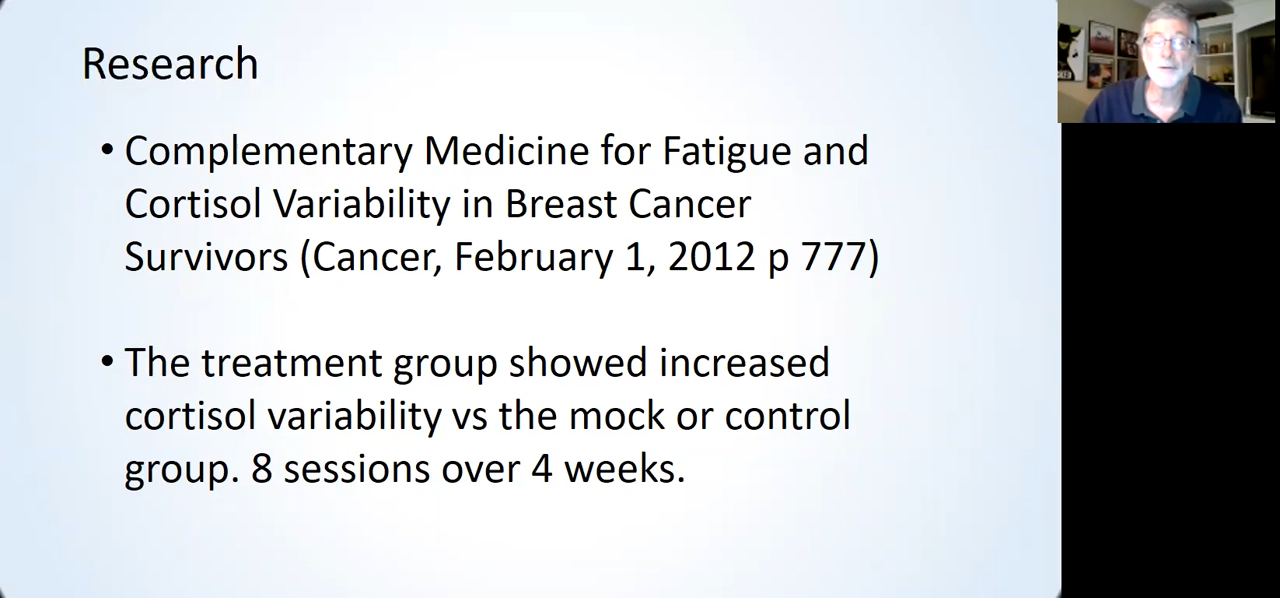 Research
• Complementary Medicine for Fatigue and
Cortisol Variability in Breast Cancer
Survivors (Cancer, February 1, 2012 p 777)
• The treatment group showed increased
cortisol variability vs the mock or control
group. 8 sessions over 4 weeks.